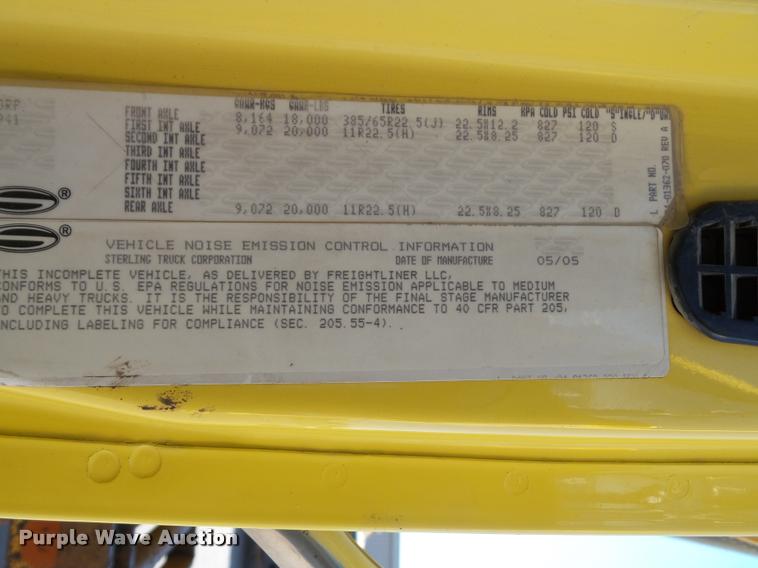 GAWR-KGS GAWR-LBS TIRES RIMS KPA COLD PSI COLD
FRONT AXLE 8,164 18,000 385/65R22.5(J) 22.5X12.2 827 120 S
FIRST INT AXLE 9,072 20,000 11R22.5(H) 22.5X8.25 827 120 D
SECOND INT AXLE
THIRD INT AXLE
FOURTH INT AXLE
FIFTH INT AXLE
SIXTH INT AXLE
REAR AXLE 9,072 20,000 11R22.5(H) 22.5X8.25 827 120 D
PART NO.
-01362-070 REV A
®
®
VEHICLE NOISE EMISSION CONTROL INFORMATION
STERLING TRUCK CORPORATION DATE OF MANUFACTURE 05/05
THIS INCOMPLETE VEHICLE, AS DELIVERED BY FREIGHTLINER LLC,
CONFORMS TO U.S. EPA REGULATIONS FOR NOISE EMISSION APPLICABLE TO MEDIUM
AND HEAVY TRUCKS. IT IS THE RESPONSIBILITY OF THE FINAL STAGE MANUFACTURER
TO COMPLETE THIS VEHICLE WHILE MAINTAINING CONFORMANCE TO 40 CFR PART 205,
INCLUDING LABELING FOR COMPLIANCE (SEC. 205.55-4).
Purple Wave Auction